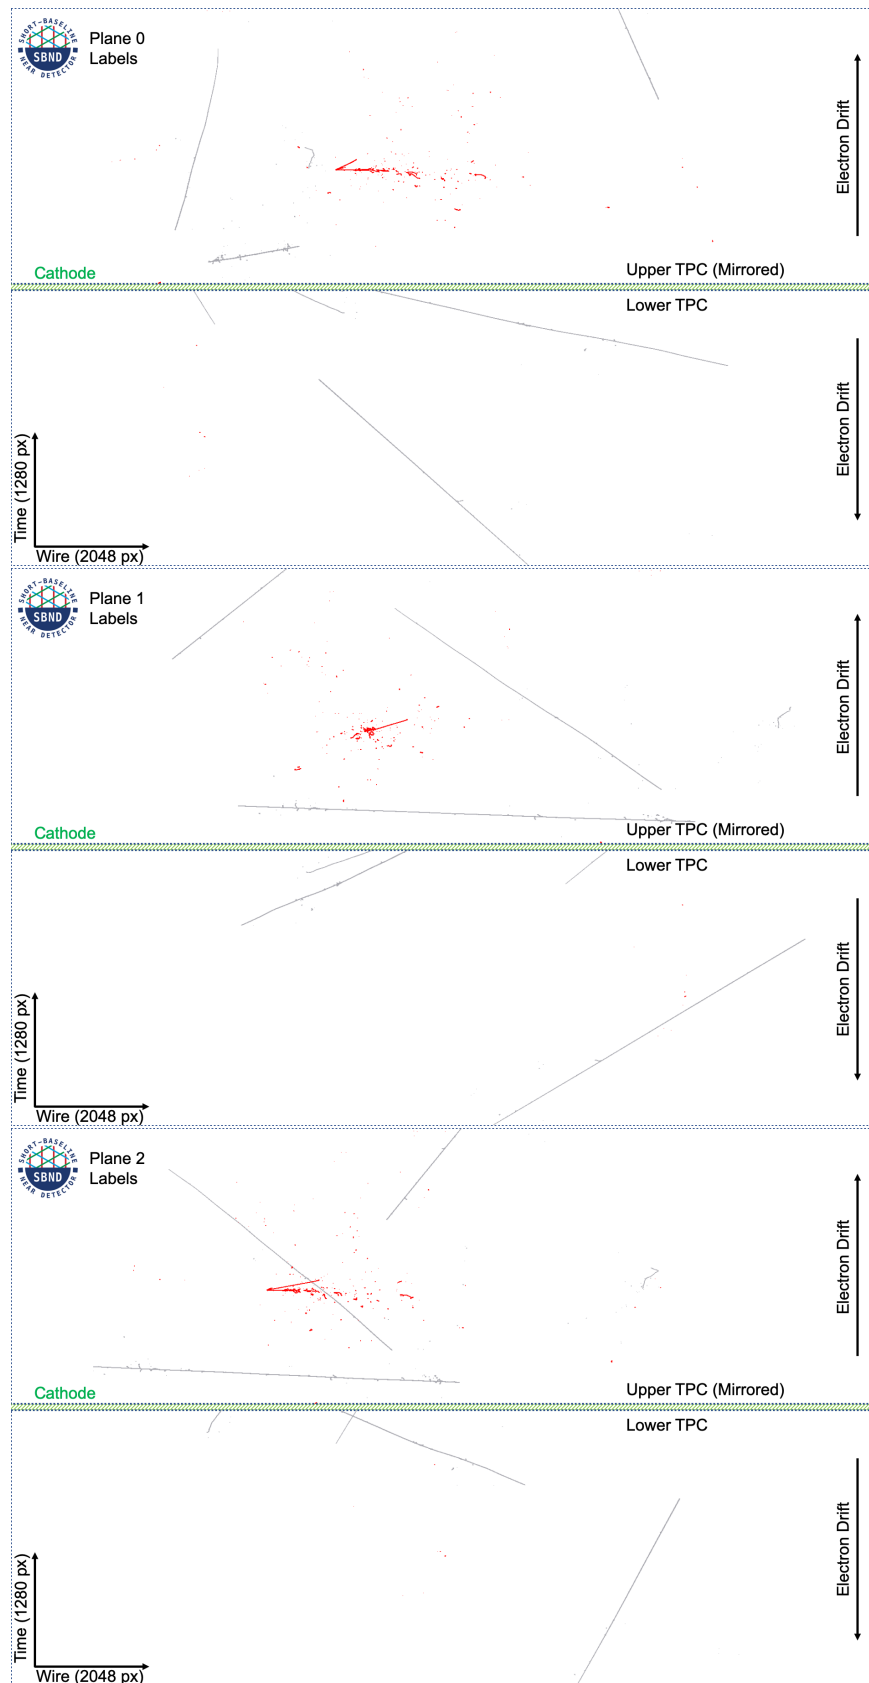 SHORT-BASELINE
SBND
NEAR DETECTOR
Plane 0
Labels
Electron Drift
Cathode
Upper TPC (Mirrored)
Lower TPC
Electron Drift
Time (1280 px)
Wire (2048 px)
SHORT-BASELINE
SBND
NEAR DETECTOR
Plane 1
Labels
Electron Drift
Cathode
Upper TPC (Mirrored)
Lower TPC
Electron Drift
Time (1280 px)
Wire (2048 px)
SHORT-BASELINE
SBND
NEAR DETECTOR
Plane 2
Labels
Electron Drift
Cathode
Upper TPC (Mirrored)
Lower TPC
Electron Drift
Time (1280 px)
Wire (2048 px)